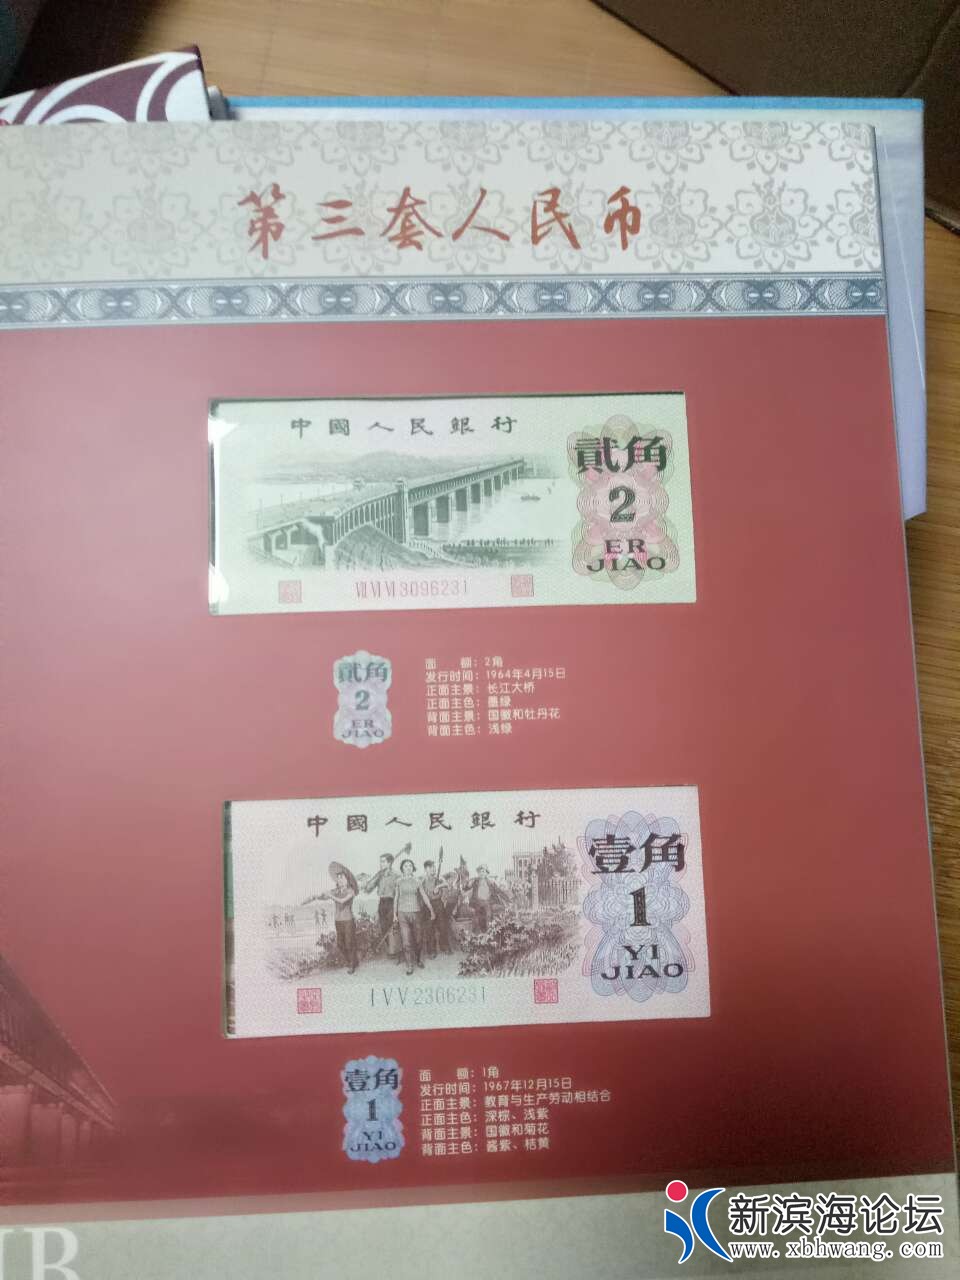 第三套人民币
中國人民銀行
貳角
2
ER
JIAO
VII VI VI 3096231
貳角
2
ER
JIAO
面 额：2角
发行时间：1964年4月15日
正面主景：长江大桥
正面主色：墨绿
背面主景：国徽和牡丹花
背面主色：浅绿
中國人民銀行
壹角
1
YI
JIAO
I V V 2366231
壹角
1
YI
JIAO
面 额：1角
发行时间：1967年12月15日
正面主景：教育与生产劳动相结合
正面主色：深棕、浅紫
背面主景：国徽和菊花
背面主色：酱紫、桔黄
新滨海论坛
www.xbhwang.com